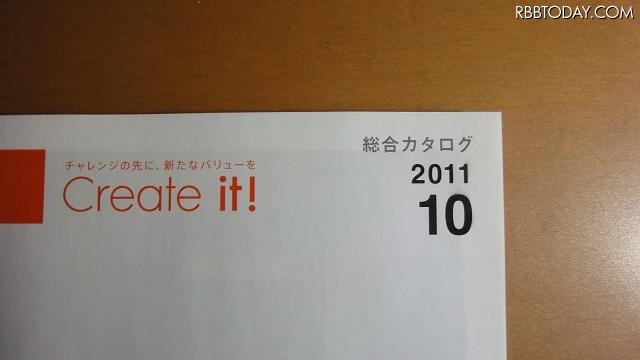 RBBTODAY.COM
総合カタログ
チャレンジの先に、新たなバリューを
2011
Create it!
10